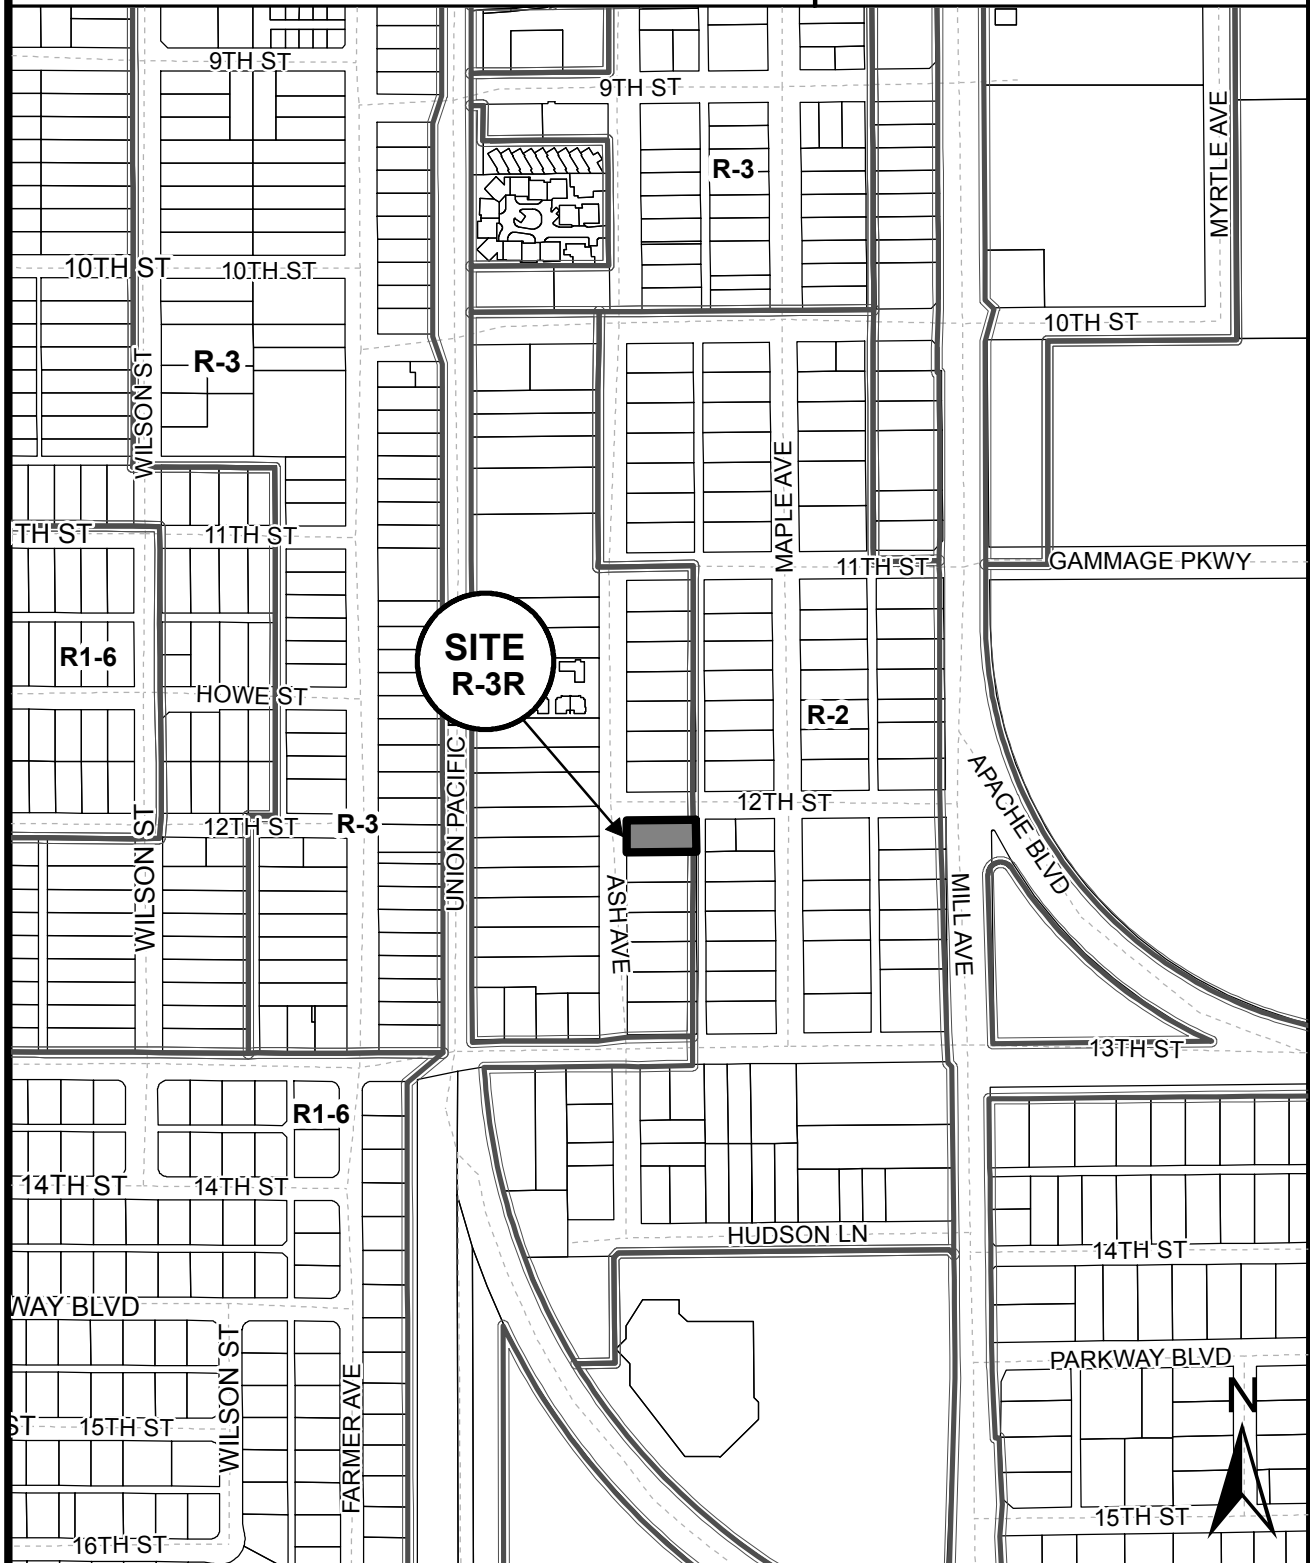 9TH ST
9TH ST
MYRTLE AVE
R-3
10TH ST
10TH ST
10TH ST
R-3
WILSON ST
MAPLE AVE
TH ST
11TH ST
11TH ST
GAMMAGE PKWY
SITE
R-3R
R1-6
HOWE ST
R-2
UNION PACIFIC
APACHE BLVD
12TH ST
12TH ST
R-3
WILSON ST
ASH AVE
MILL AVE
13TH ST
R1-6
14TH ST
14TH ST
HUDSON LN
14TH ST
WAY BLVD
WILSON ST
FARMER AVE
PARKWAY BLVD
N
ST
15TH ST
15TH ST
16TH ST